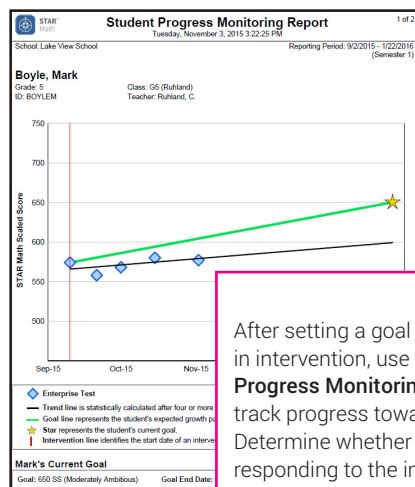 STAR™
Math
Student Progress Monitoring Report
1 of 2
Tuesday, November 3, 2015 3:22:25 PM
School: Lake View School
Reporting Period: 9/2/2015 - 1/22/2016
(Semester 1)
Boyle, Mark
Grade: 5
Class: G5 (Ruhland)
ID: BOYLEM
Teacher: Ruhland, C.
STAR Math Scaled Score
750
700
650
600
550
500
Sep-15
Oct-15
Nov-15
Enterprise Test
Trend line is statistically calculated after four or more
Goal line represents the student's expected growth pa
Star represents the student's current goal.
Intervention line identifies the start date of an interve
Mark's Current Goal
Goal: 650 SS (Moderately Ambitious)
Goal End Date:
After setting a goal
in intervention, use
Progress Monitorin
track progress towa
Determine whether
responding to the in